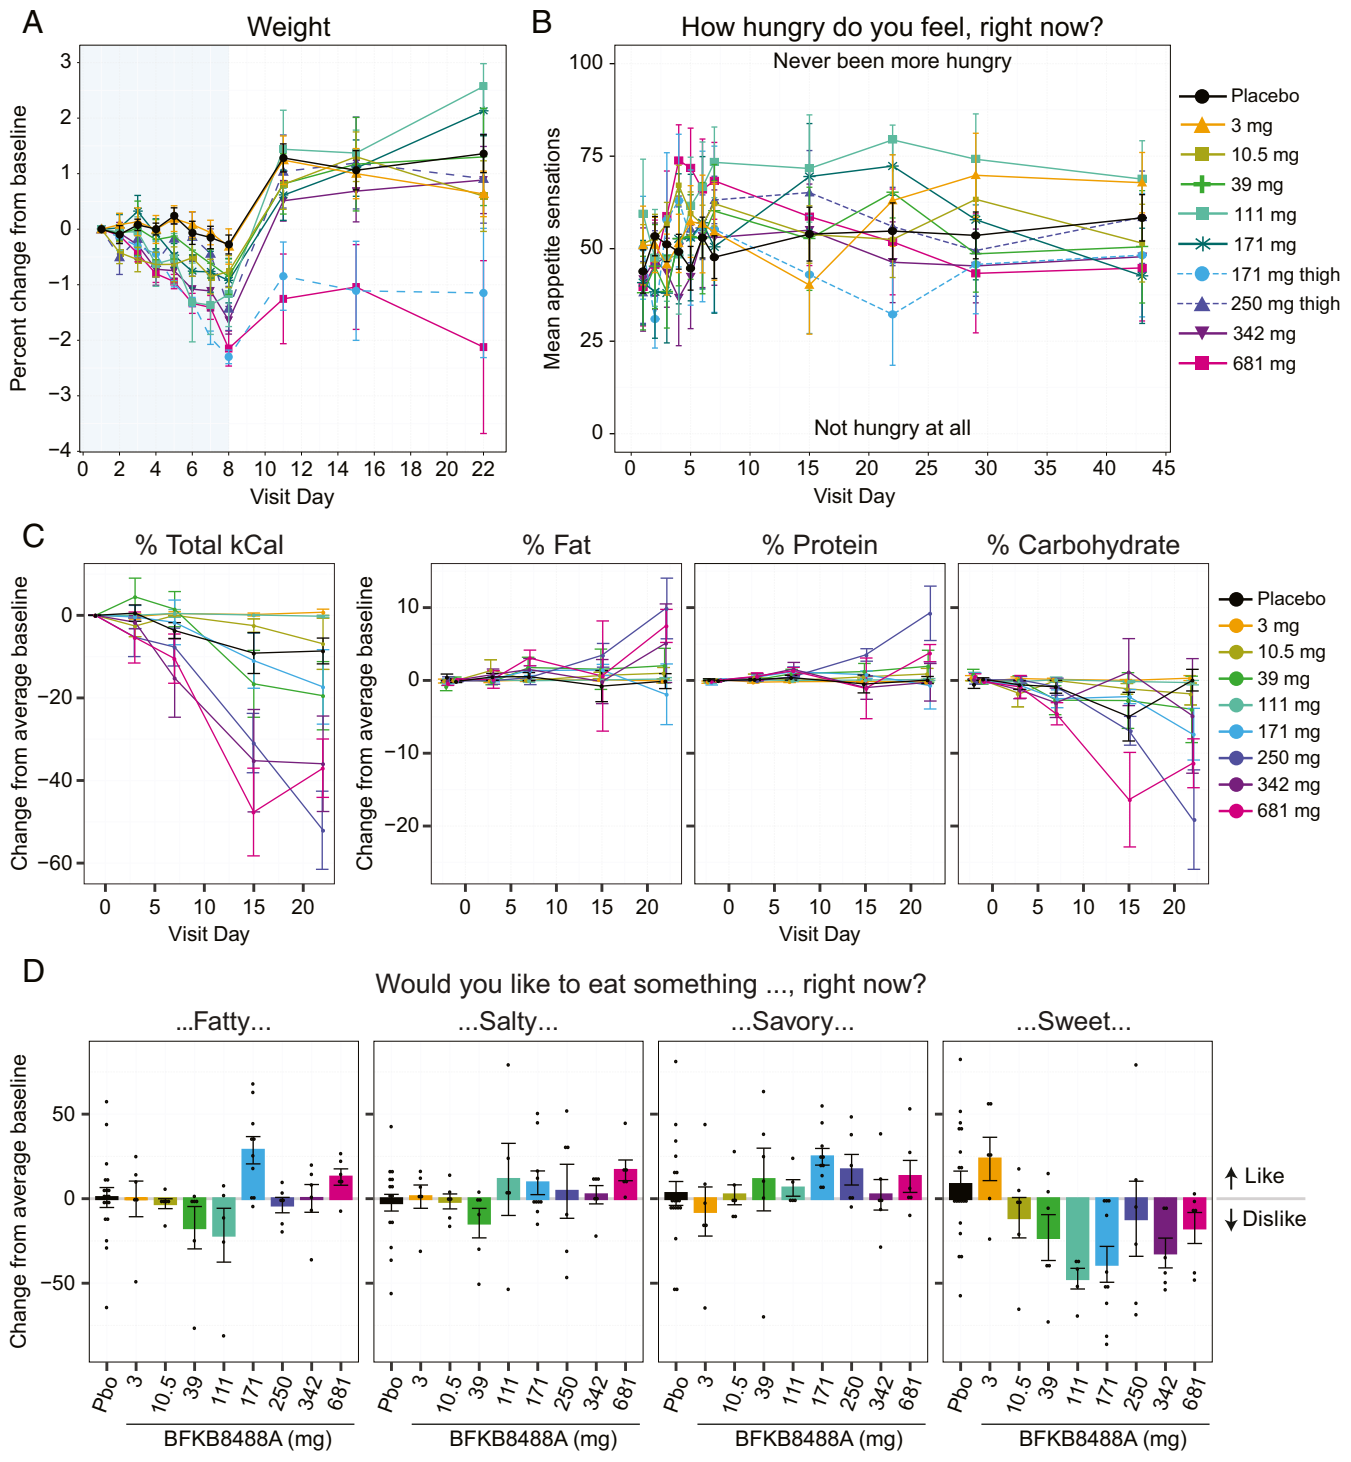 A
Weight
Percent change from baseline
3
2
1
0
−1
−2
−3
−4
0 2 4 6 8 10 12 14 16 18 20 22
Visit Day
B
How hungry do you feel, right now?
Never been more hungry
Mean appetite sensations
100
75
50
25
0
Not hungry at all
0 5 10 15 20 25 30 35 40 45
Visit Day
Placebo
3 mg
10.5 mg
39 mg
111 mg
171 mg
171 mg thigh
250 mg thigh
342 mg
681 mg
C
% Total kCal
Change from average baseline
0
−20
−40
−60
0 5 10 15 20
Visit Day
% Fat
% Protein
% Carbohydrate
Change from average baseline
10
0
−10
−20
0 5 10 15 20
0 5 10 15 20
0 5 10 15 20
Visit Day
Placebo
3 mg
10.5 mg
39 mg
111 mg
171 mg
250 mg
342 mg
681 mg
D
Would you like to eat something ..., right now?
...Fatty...
...Salty...
...Savory...
...Sweet...
Change from average baseline
50
0
−50
Like
Dislike
Pbo 3 10.5 39 111 171 250 342 681
Pbo 3 10.5 39 111 171 250 342 681
Pbo 3 10.5 39 111 171 250 342 681
Pbo 3 10.5 39 111 171 250 342 681
BFKB8488A (mg)
BFKB8488A (mg)
BFKB8488A (mg)
BFKB8488A (mg)